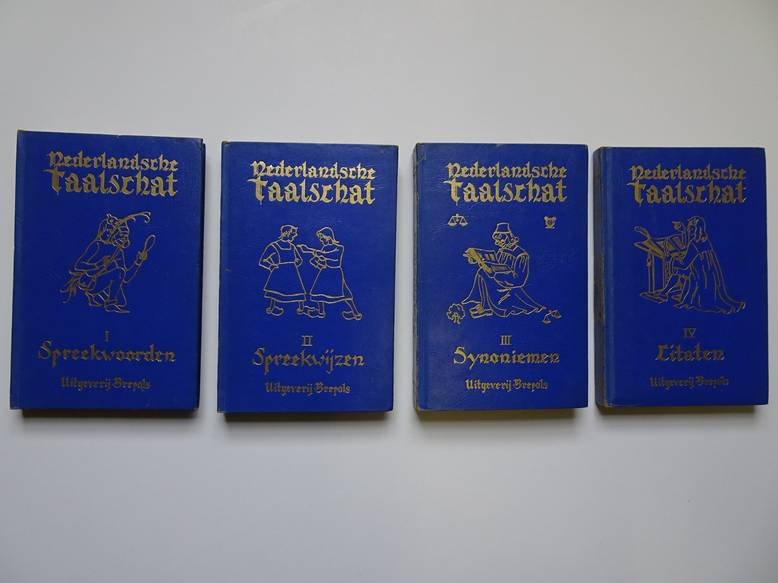 Nederlandsche
Taalschat
I
Spreekwoorden
Uitgeverij Brepols
Nederlandsche
Taalschat
II
Spreekwijzen
Uitgeverij Brepols
Nederlandsche
Taalschat
III
Synoniemen
Uitgeverij Brepols
Nederlandsche
Taalschat
IV
Citaten
Uitgeverij Brepols